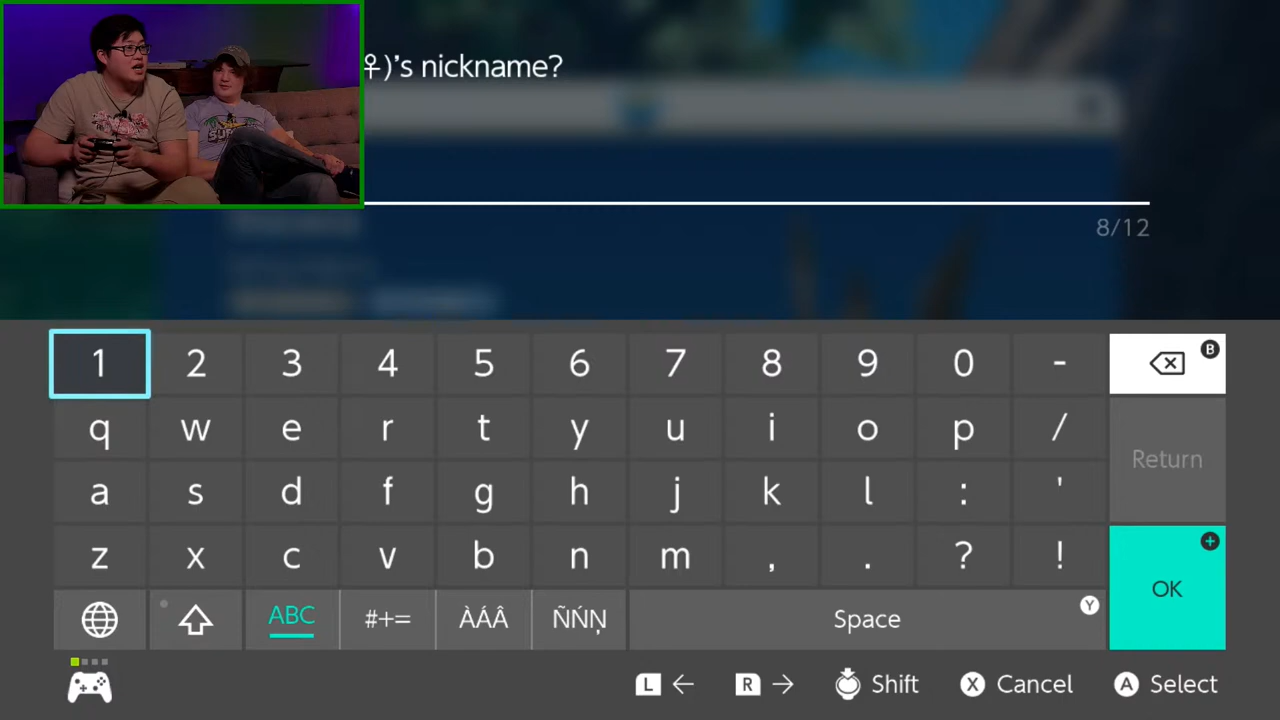 ♀)'s nickname?
8/12
1 2 3 4 5 6 7 8 9 0 - B
q w e r t y u i o p /
Return
a s d f g h j k l : '
z x c v b n m , . ? !
OK +
ABC #+= ÀÁÂ ÑŃŅ Space Y
L ← R → Shift X Cancel A Select